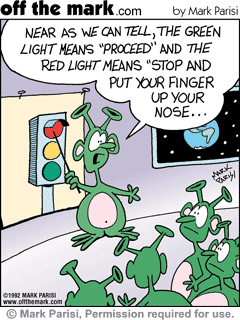 off the mark.com by Mark Parisi
NEAR AS WE CAN TELL, THE GREEN
LIGHT MEANS "PROCEED" AND THE
RED LIGHT MEANS "STOP AND
PUT YOUR FINGER
UP YOUR
NOSE...
MARK
PARISI
©1992 MARK PARISI
www.offthemark.com
© Mark Parisi, Permission required for use.